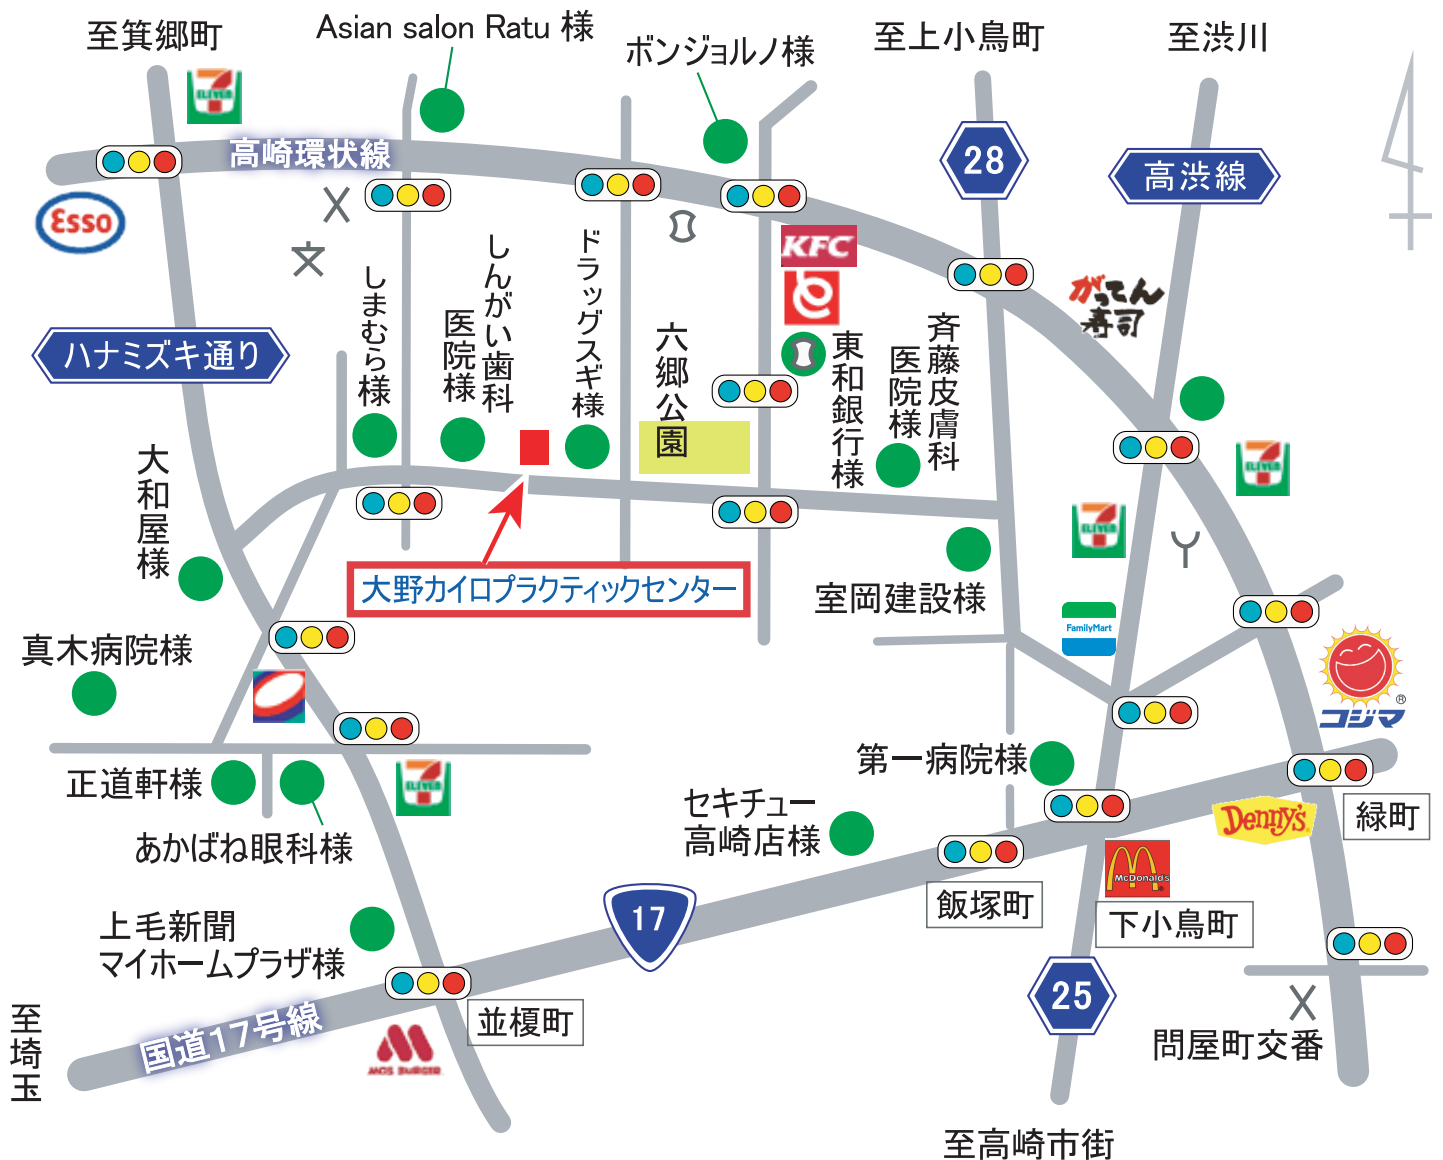 至箕郷町
Asian salon Ratu 様
ボンジョルノ様
至上小鳥町
至渋川
ELEVEN
高崎環状線
28
高渋線
Esso
KFC
がってん
寿司
ハナミズキ通り
しまむら様
しんがい歯科
医院様
ドラッグスギ様
六郷公園
東和銀行様
斉藤皮膚科
医院様
大和屋様
ELEVEN
ELEVEN
大野カイロプラクティックセンター
室岡建設様
FamilyMart
真木病院様
コジマ
®
正道軒様
ELEVEN
あかばね眼科様
第一病院様
セキチュー
高崎店様
Denny's
緑町
McDonald's
飯塚町
下小鳥町
17
上毛新聞
マイホームプラザ様
25
国道17号線
並榎町
MOS BURGER
至埼玉
問屋町交番
至高崎市街